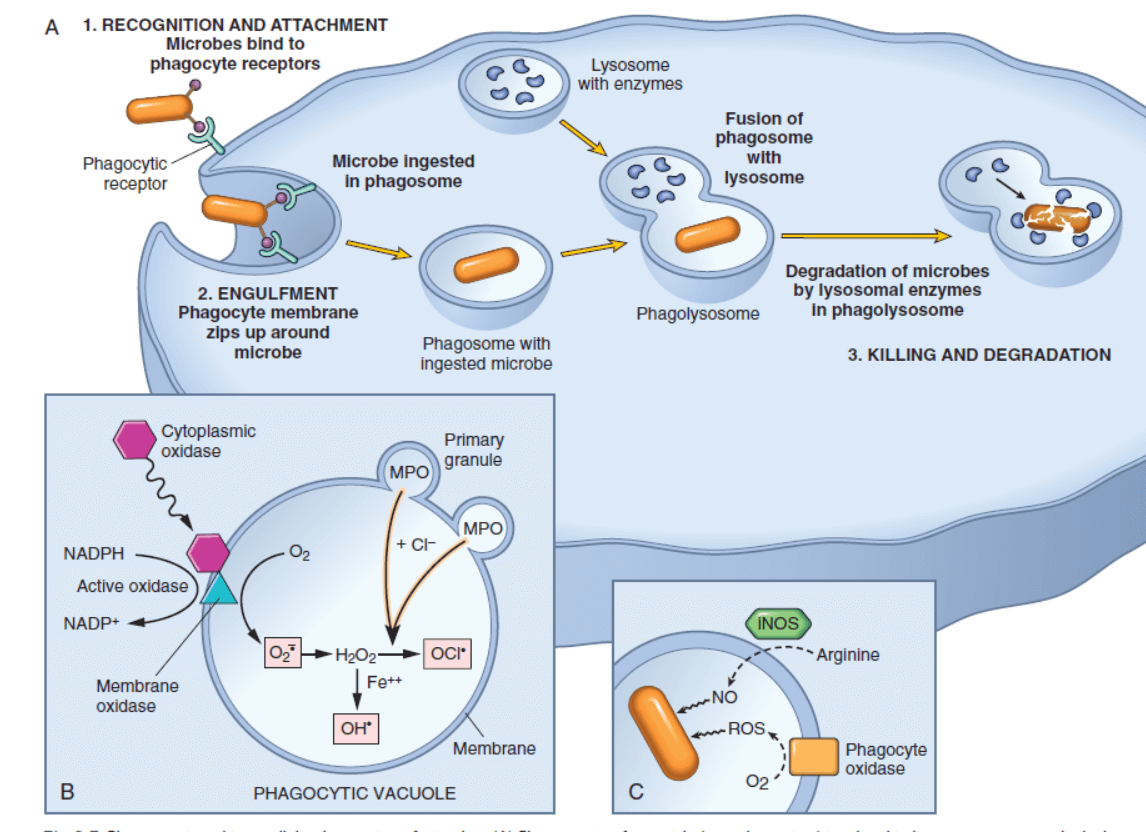 A
1. RECOGNITION AND ATTACHMENT
Microbes bind to
phagocyte receptors
Phagocytic
receptor
Lysosome
with enzymes
Microbe ingested
in phagosome
Fusion of
phagosome
with
lysosome
2. ENGULFMENT
Phagocyte membrane
zips up around
microbe
Phagosome with
ingested microbe
Phagolysosome
Degradation of microbes
by lysosomal enzymes
in phagolysosome
3. KILLING AND DEGRADATION
Cytoplasmic
oxidase
Primary
granule
MPO
MPO
+ Cl–
NADPH
Active oxidase
NADP+
O2
O2•̅
H2O2
OCl•
Fe++
OH•
Membrane
oxidase
Membrane
B
PHAGOCYTIC VACUOLE
iNOS
Arginine
NO
ROS
O2
Phagocyte
oxidase
C